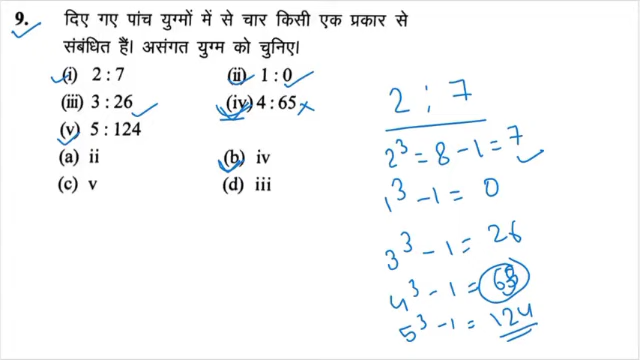 9. दिए गए पांच युग्मों में से चार किसी एक प्रकार से
संबंधित हैं। असंगत युग्म को चुनिए।
(i) 2 : 7 (ii) 1 : 0
(iii) 3 : 26 (iv) 4 : 65
(v) 5 : 124
(a) ii (b) iv
(c) v (d) iii
2 : 7
2³ = 8 - 1 = 7
1³ - 1 = 0
3³ - 1 = 26
4³ - 1 = 63
5³ - 1 = 124